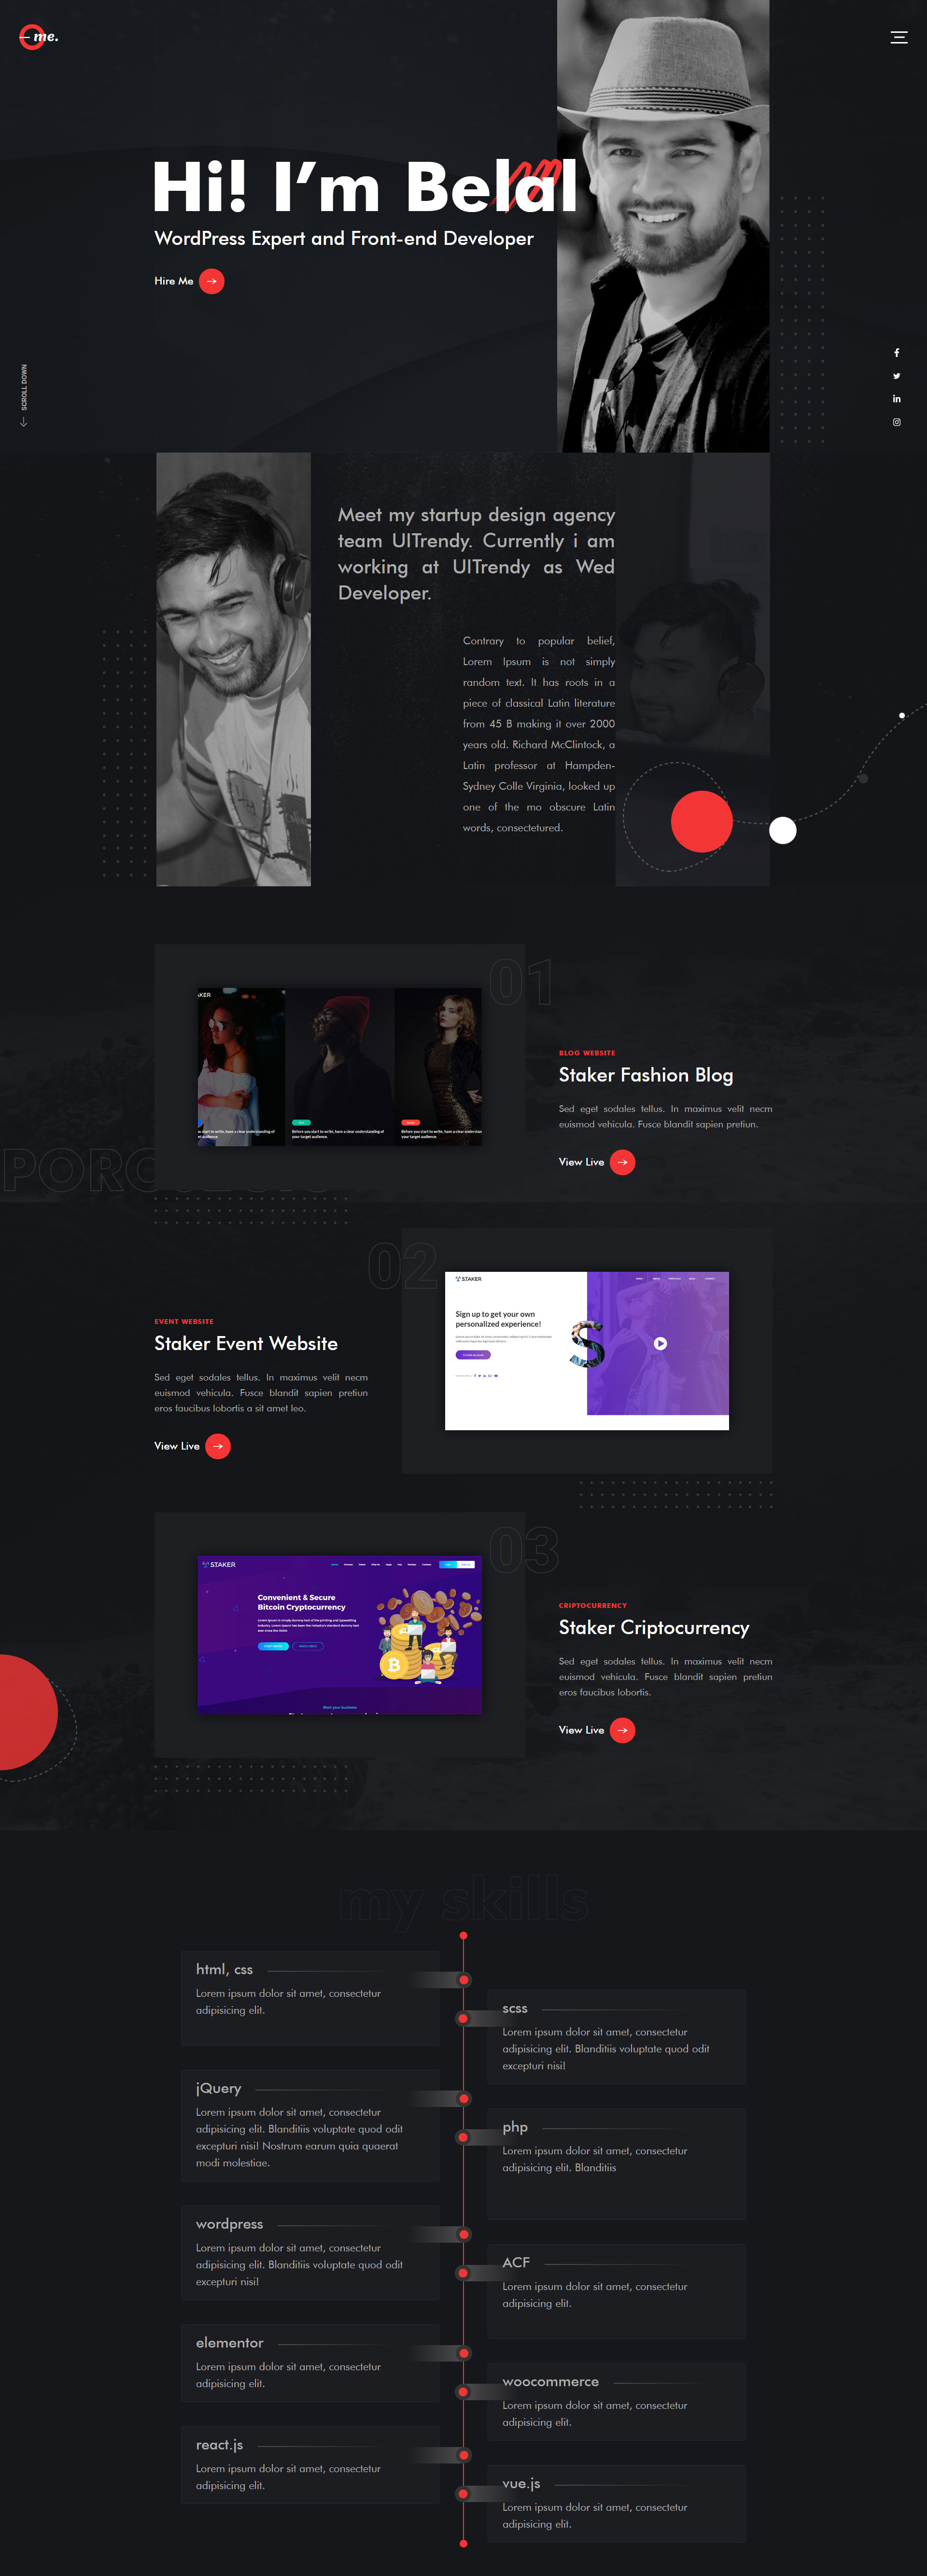 me.
Hi! I’m Belal
WordPress Expert and Front-end Developer
Hire Me
SCROLL DOWN
Meet my startup design agency
team UITrendy. Currently i am
working at UITrendy as Wed
Developer.
Contrary to popular belief,
Lorem Ipsum is not simply
random text. It has roots in a
piece of classical Latin literature
from 45 B making it over 2000
years old. Richard McClintock, a
Latin professor at Hampden-
Sydney Colle Virginia, looked up
one of the mo obscure Latin
words, consectetured.
01
BLOG WEBSITE
Staker Fashion Blog
Sed eget sodales tellus. In maximus velit necm
euismod vehicula. Fusce blandit sapien pretiun.
View Live
02
EVENT WEBSITE
Staker Event Website
Sed eget sodales tellus. In maximus velit necm
euismod vehicula. Fusce blandit sapien pretiun
eros faucibus lobortis a sit amet leo.
View Live
STAKER
Sign up to get your own
personalized experience!
S
03
STAKER
Convenient & Secure
Bitcoin Cryptocurrency
Start your business
CRIPTOCURRENCY
Staker Criptocurrency
Sed eget sodales tellus. In maximus velit necm
euismod vehicula. Fusce blandit sapien pretiun
eros faucibus lobortis.
View Live
my skills
html, css
Lorem ipsum dolor sit amet, consectetur
adipisicing elit.
scss
Lorem ipsum dolor sit amet, consectetur
adipisicing elit. Blanditiis voluptate quod odit
excepturi nisi!
jQuery
Lorem ipsum dolor sit amet, consectetur
adipisicing elit. Blanditiis voluptate quod odit
excepturi nisi! Nostrum earum quia quaerat
modi molestiae.
php
Lorem ipsum dolor sit amet, consectetur
adipisicing elit. Blanditiis
wordpress
Lorem ipsum dolor sit amet, consectetur
adipisicing elit. Blanditiis voluptate quod odit
excepturi nisi!
ACF
Lorem ipsum dolor sit amet, consectetur
adipisicing elit.
elementor
Lorem ipsum dolor sit amet, consectetur
adipisicing elit.
woocommerce
Lorem ipsum dolor sit amet, consectetur
adipisicing elit.
react.js
Lorem ipsum dolor sit amet, consectetur
adipisicing elit.
vue.js
Lorem ipsum dolor sit amet, consectetur
adipisicing elit.